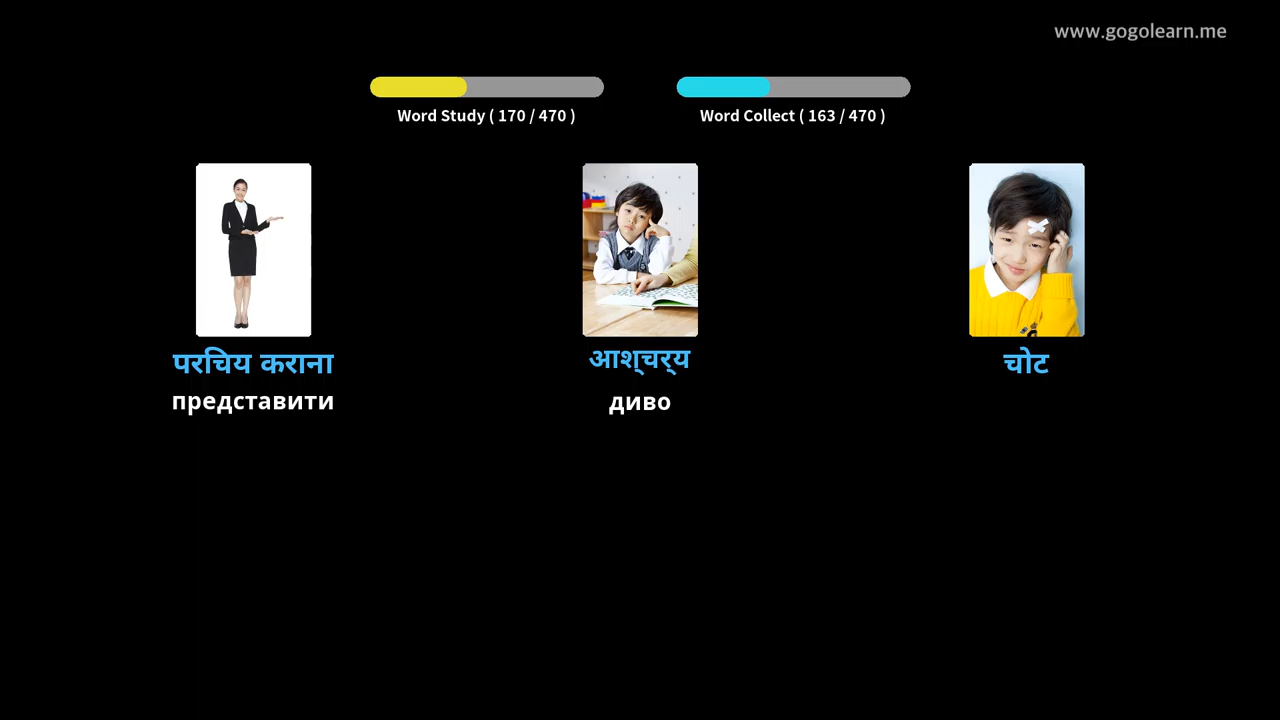 www.gogolearn.me
Word Study ( 170 / 470 )
Word Collect ( 163 / 470 )
परिचय कराना
представити
आश्चर्य
диво
चोट